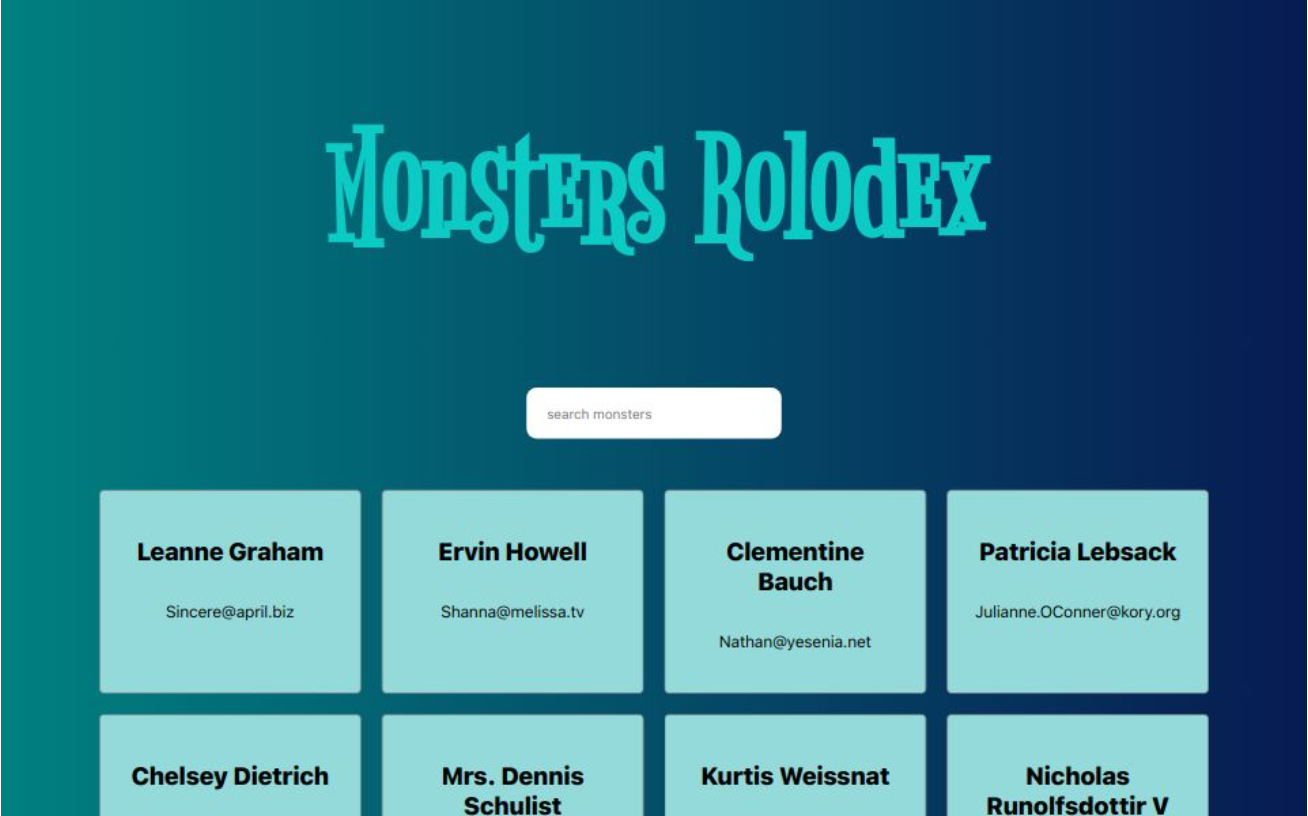 Monsters Rolodex
search monsters
Leanne Graham
Sincere@april.biz
Ervin Howell
Shanna@melissa.tv
Clementine
Bauch
Nathan@yesenia.net
Patricia Lebsack
Julianne.OConner@kory.org
Chelsey Dietrich
Mrs. Dennis
Schulist
Kurtis Weissnat
Nicholas
Runolfsdottir V